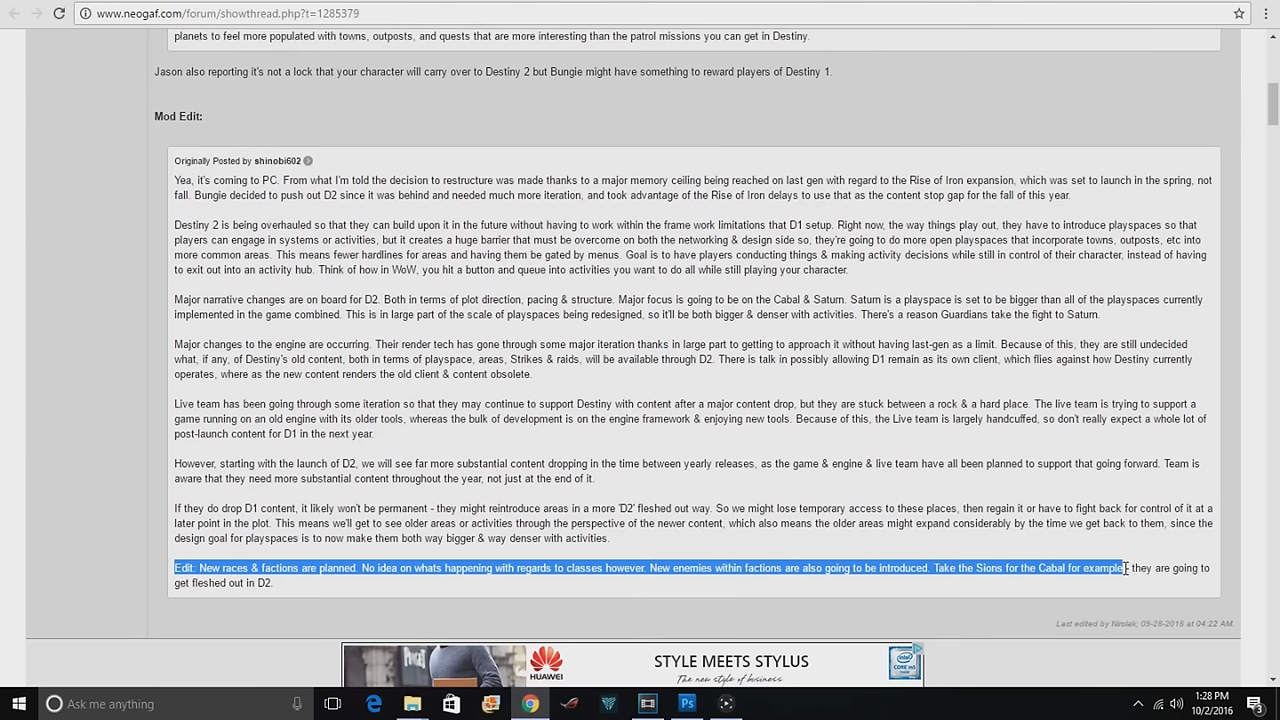 www.neogaf.com/forum/showthread.php?t=1285379
planets to feel more populated with towns, outposts, and quests that are more interesting than the patrol missions you can get in Destiny.
Jason also reporting it's not a lock that your character will carry over to Destiny 2 but Bungie might have something to reward players of Destiny 1.
Mod Edit:
Originally Posted by shinobi602
Yea, it's coming to PC. From what I'm told the decision to restructure was made thanks to a major memory ceiling being reached on last gen with regard to the Rise of Iron expansion, which was set to launch in the spring, not
fall. Bungie decided to push out D2 since it was behind and needed much more iteration, and took advantage of the Rise of Iron delays to use that as the content stop gap for the fall of this year.
Destiny 2 is being overhauled so that they can build upon it in the future without having to work within the frame work limitations that D1 setup. Right now, the way things play out, they have to introduce playspaces so that
players can engage in systems or activities, but it creates a huge barrier that must be overcome on both the networking & design side so, they're going to do more open playspaces that incorporate towns, outposts, etc into
more common areas. This means fewer hardlines for areas and having them be gated by menus. Goal is to have players conducting things & making activity decisions while still in control of their character, instead of having
to exit out into an activity hub. Think of how in WoW, you hit a button and queue into activities you want to do all while still playing your character.
Major narrative changes are on board for D2. Both in terms of plot direction, pacing & structure. Major focus is going to be on the Cabal & Saturn. Saturn is a playspace is set to be bigger than all of the playspaces currently
implemented in the game combined. This is in large part of the scale of playspaces being redesigned, so it'll be both bigger & denser with activities. There's a reason Guardians take the fight to Saturn.
Major changes to the engine are occurring. Their render tech has gone through some major iteration thanks in large part to getting to approach it without having last-gen as a limit. Because of this, they are still undecided
what, if any, of Destiny's old content, both in terms of playspace, areas, Strikes & raids, will be available through D2. There is talk in possibly allowing D1 remain as its own client, which flies against how Destiny currently
operates, where as the new content renders the old client & content obsolete.
Live team has been going through some iteration so that they may continue to support Destiny with content after a major content drop, but they are stuck between a rock & a hard place. The live team is trying to support a
game running on an old engine with its older tools, whereas the bulk of development is on the engine framework & enjoying new tools. Because of this, the Live team is largely handcuffed, so don't really expect a whole lot of
post-launch content for D1 in the next year.
However, starting with the launch of D2, we will see far more substantial content dropping in the time between yearly releases, as the game & engine & live team have all been planned to support that going forward. Team is
aware that they need more substantial content throughout the year, not just at the end of it.
If they do drop D1 content, it likely won't be permanent - they might reintroduce areas in a more 'D2' fleshed out way. So we might lose temporary access to these places, then regain it or have to fight back for control of it at a
later point in the plot. This means we'll get to see older areas or activities through the perspective of the newer content, which also means the older areas might expand considerably by the time we get back to them, since the
design goal for playspaces is to now make them both way bigger & way denser with activities.
Edit: New races & factions are planned. No idea on whats happening with regards to classes however. New enemies within factions are also going to be introduced. Take the Sions for the Cabal for example - they are going to
get fleshed out in D2.
Last edited by Nirolak; 09-28-2016 at 04:22 AM.
HUAWEI
STYLE MEETS STYLUS
The new style of business
intel
CORE m5
Ask me anything
1:28 PM
10/2/2016
3